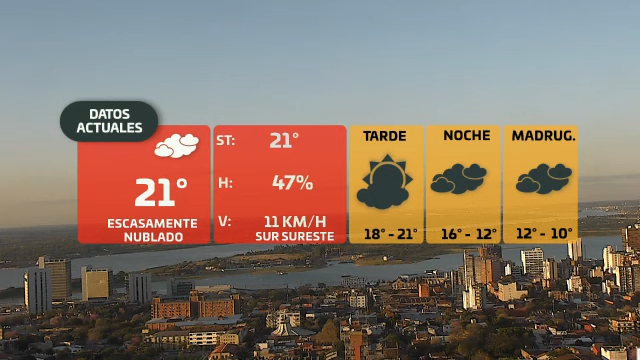 DATOS
ACTUALES
21°
ESCASAMENTE
NUBLADO
ST: 21°
H: 47%
V: 11 KM/H
SUR SURESTE
TARDE
18° - 21°
NOCHE
16° - 12°
MADRUG.
12° - 10°